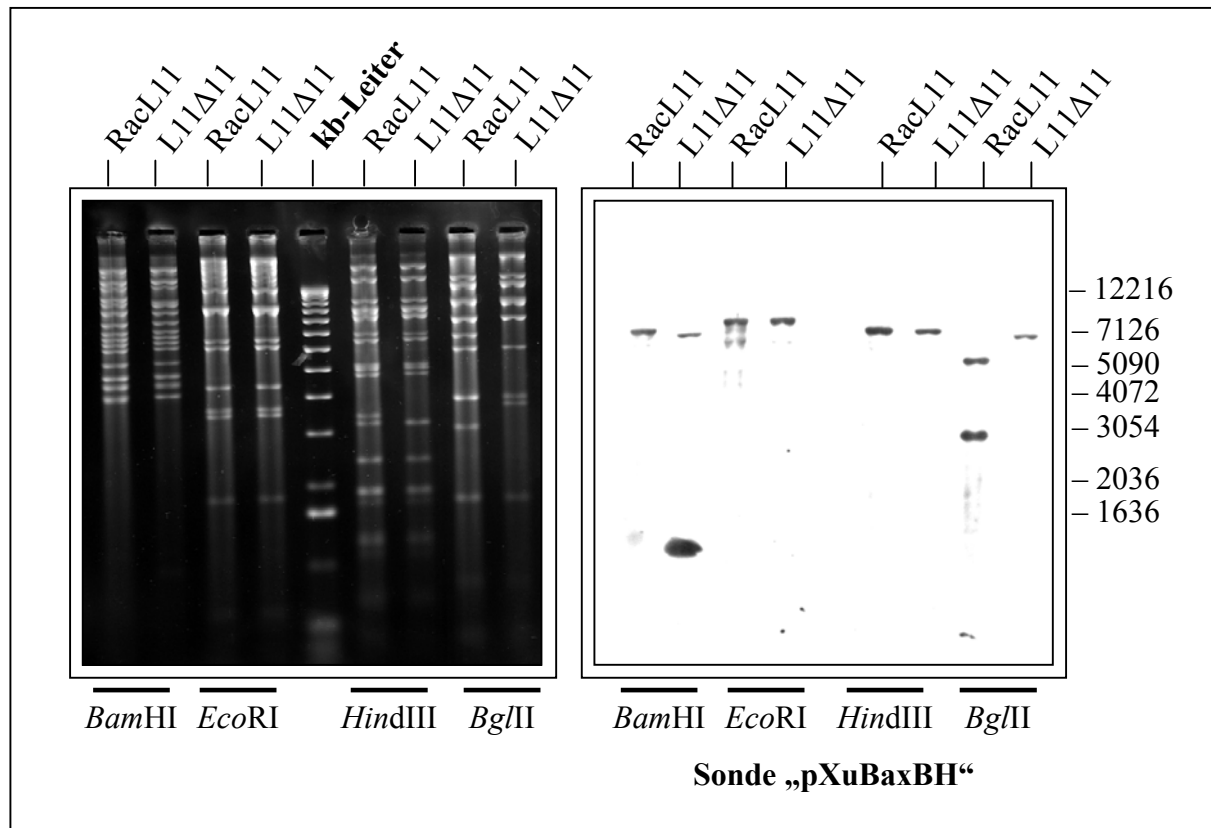 RacL11
L11Δ11
RacL11
L11Δ11
kb-Leiter
RacL11
L11Δ11
RacL11
L11Δ11
RacL11
L11Δ11
RacL11
L11Δ11
RacL11
L11Δ11
RacL11
L11Δ11
– 12216
– 7126
– 5090
– 4072
– 3054
– 2036
– 1636
BamHI
EcoRI
HindIII
BglII
BamHI
EcoRI
HindIII
BglII
Sonde „pXuBaxBH“